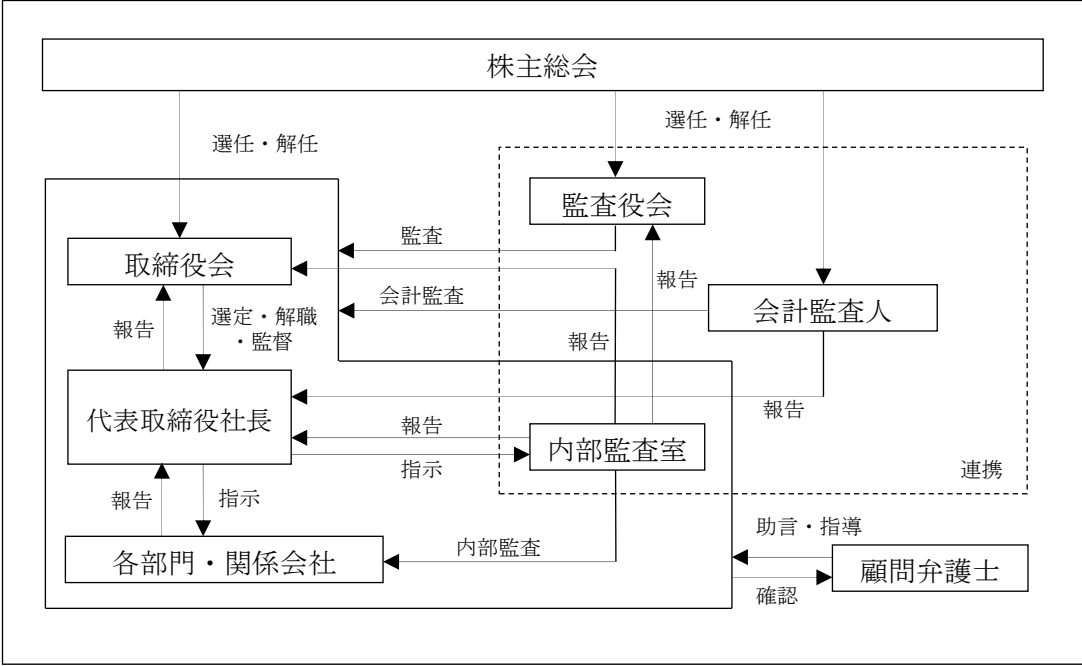 株主総会
選任・解任
選任・解任
監査役会
監査
取締役会
報告
会計監査
会計監査人
報告
選定・解職
・監督
報告
代表取締役社長
報告
報告
内部監査室
指示
連携
報告
指示
内部監査
各部門・関係会社
助言・指導
顧問弁護士
確認